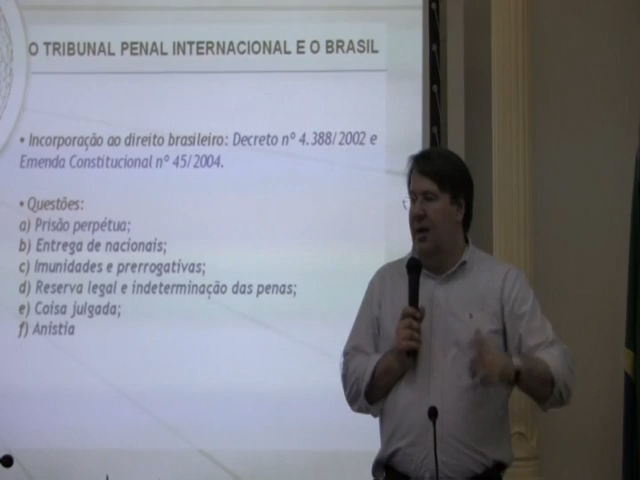 O TRIBUNAL PENAL INTERNACIONAL E O BRASIL
• Incorporação ao direito brasileiro: Decreto nº 4.388/2002 e
Emenda Constitucional nº 45/2004.
• Questões:
a) Prisão perpétua;
b) Entrega de nacionais;
c) Imunidades e prerrogativas;
d) Reserva legal e indeterminação das penas;
e) Coisa julgada;
f) Anistia